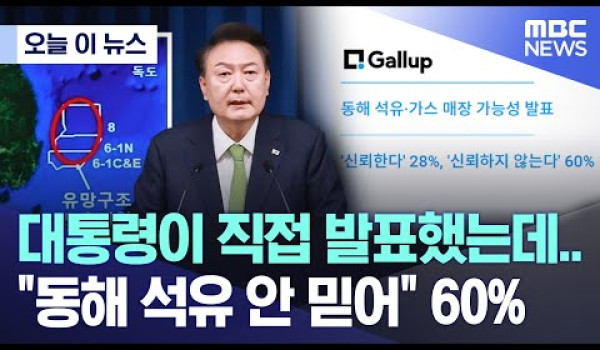 오늘 이 뉴스
MBC
NEWS
독도
8
6-1N
6-1C&E
유망구조
Gallup
동해 석유·가스 매장 가능성 발표
'신뢰한다' 28%, '신뢰하지 않는다' 60%
대통령이 직접 발표했는데..
"동해 석유 안 믿어" 60%